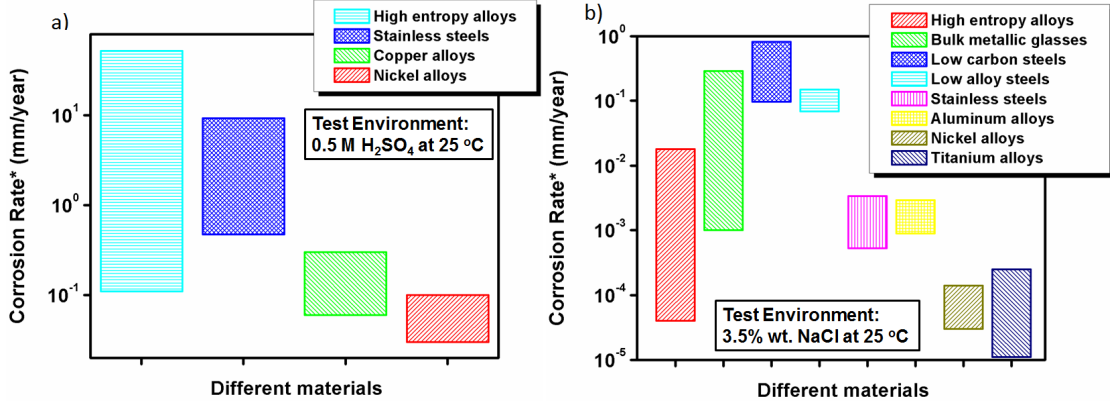 a)
High entropy alloys
Stainless steels
Copper alloys
Nickel alloys
Test Environment:
0.5 M H₂SO₄ at 25 °C
Corrosion Rate* (mm/year)
10¹
10⁰
10⁻¹
Different materials
b)
High entropy alloys
Bulk metallic glasses
Low carbon steels
Low alloy steels
Stainless steels
Aluminum alloys
Nickel alloys
Titanium alloys
Corrosion Rate* (mm/year)
10⁰
10⁻¹
10⁻²
10⁻³
10⁻⁴
10⁻⁵
Test Environment:
3.5% wt. NaCl at 25 °C
Different materials